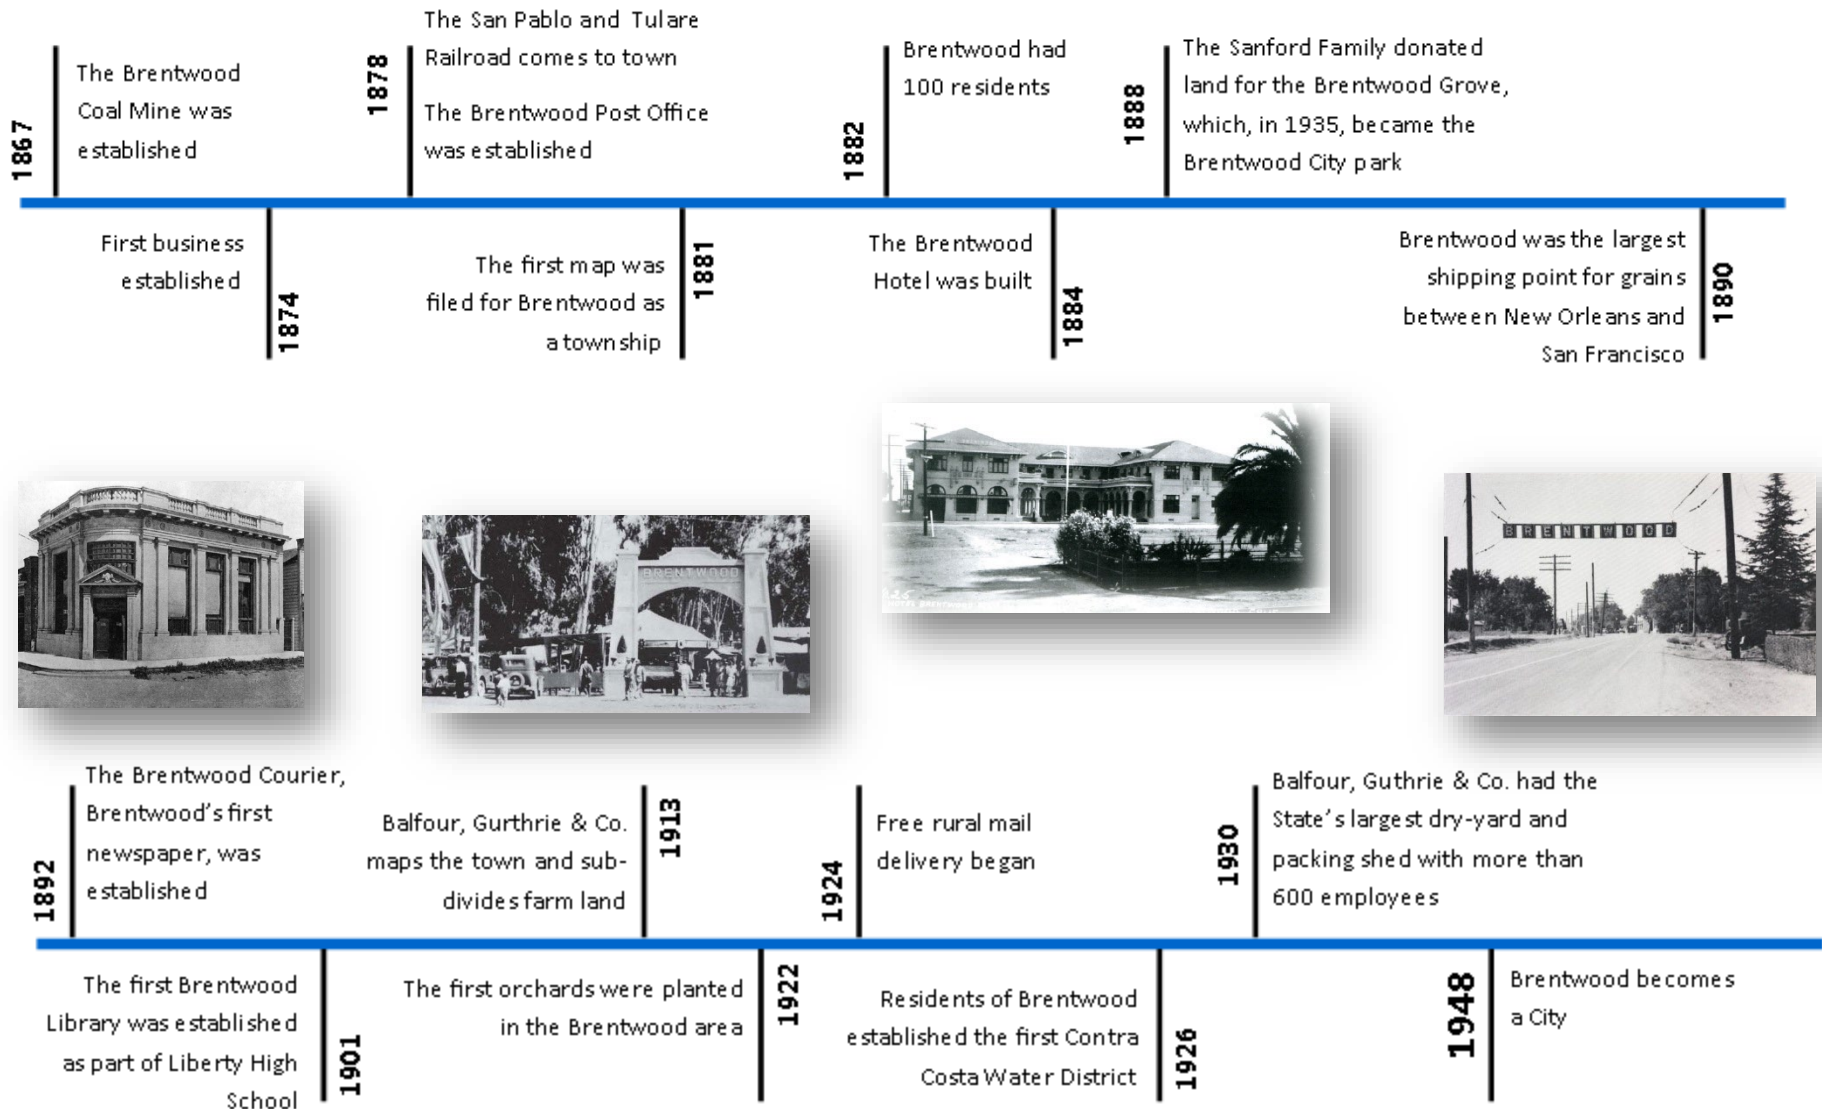 1867
The Brentwood
Coal Mine was
established
1878
The San Pablo and Tulare
Railroad comes to town
The Brentwood Post Office
was established
1882
Brentwood had
100 residents
1888
The Sanford Family donated
land for the Brentwood Grove,
which, in 1935, became the
Brentwood City park
First business
established
1874
The first map was
filed for Brentwood as
a township
1881
The Brentwood
Hotel was built
1884
Brentwood was the largest
shipping point for grains
between New Orleans and
San Francisco
1890
BRENTWOOD
HOTEL BRENTWOOD
BRENTWOOD
1892
The Brentwood Courier,
Brentwood's first
newspaper, was
established
Balfour, Gurthrie & Co.
maps the town and sub-
divides farm land
1913
1924
Free rural mail
delivery began
1930
Balfour, Guthrie & Co. had the
State's largest dry-yard and
packing shed with more than
600 employees
The first Brentwood
Library was established
as part of Liberty High
School
1901
The first orchards were planted
in the Brentwood area
1922
Residents of Brentwood
established the first Contra
Costa Water District
1926
1948
Brentwood becomes
a City